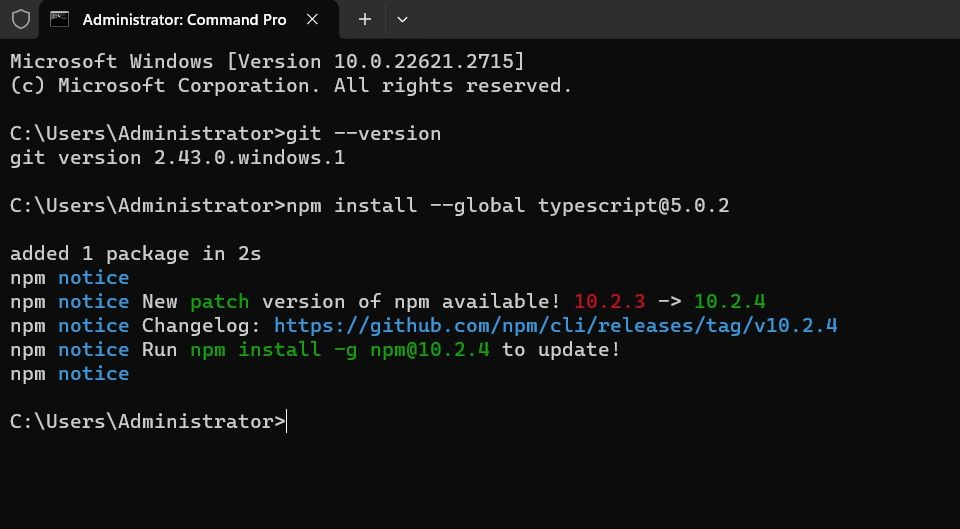 Administrator: Command Pro
Microsoft Windows [Version 10.0.22621.2715]
(c) Microsoft Corporation. All rights reserved.
C:\Users\Administrator>git --version
git version 2.43.0.windows.1
C:\Users\Administrator>npm install --global typescript@5.0.2
added 1 package in 2s
npm notice
npm notice New patch version of npm available! 10.2.3 -> 10.2.4
npm notice Changelog: https://github.com/npm/cli/releases/tag/v10.2.4
npm notice Run npm install -g npm@10.2.4 to update!
npm notice
C:\Users\Administrator>